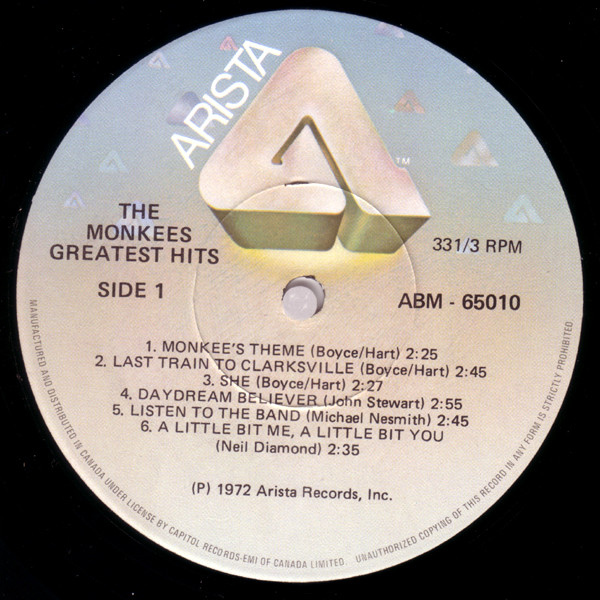 ARISTA
TM
THE
MONKEES
GREATEST HITS
SIDE 1
331/3 RPM
ABM - 65010
1. MONKEE'S THEME (Boyce/Hart) 2:25
2. LAST TRAIN TO CLARKSVILLE (Boyce/Hart) 2:45
3. SHE (Boyce/Hart) 2:27
4. DAYDREAM BELIEVER (John Stewart) 2:55
5. LISTEN TO THE BAND (Michael Nesmith) 2:45
6. A LITTLE BIT ME, A LITTLE BIT YOU
(Neil Diamond) 2:35
(P) 1972 Arista Records, Inc.
MANUFACTURED AND DISTRIBUTED IN CANADA UNDER LICENSE BY CAPITOL RECORDS-EMI OF CANADA LIMITED. UNAUTHORIZED COPYING OF THIS RECORD IN ANY FORM IS STRICTLY PROHIBITED